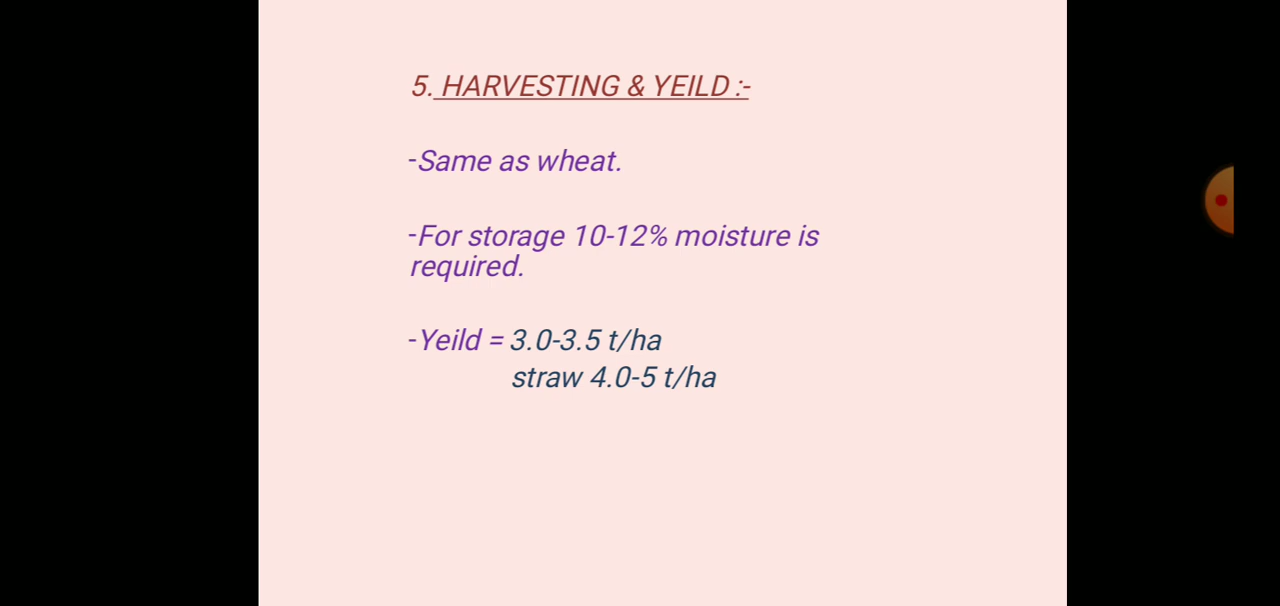 5. HARVESTING & YEILD :-
-Same as wheat.
-For storage 10-12% moisture is
required.
-Yeild = 3.0-3.5 t/ha
straw 4.0-5 t/ha